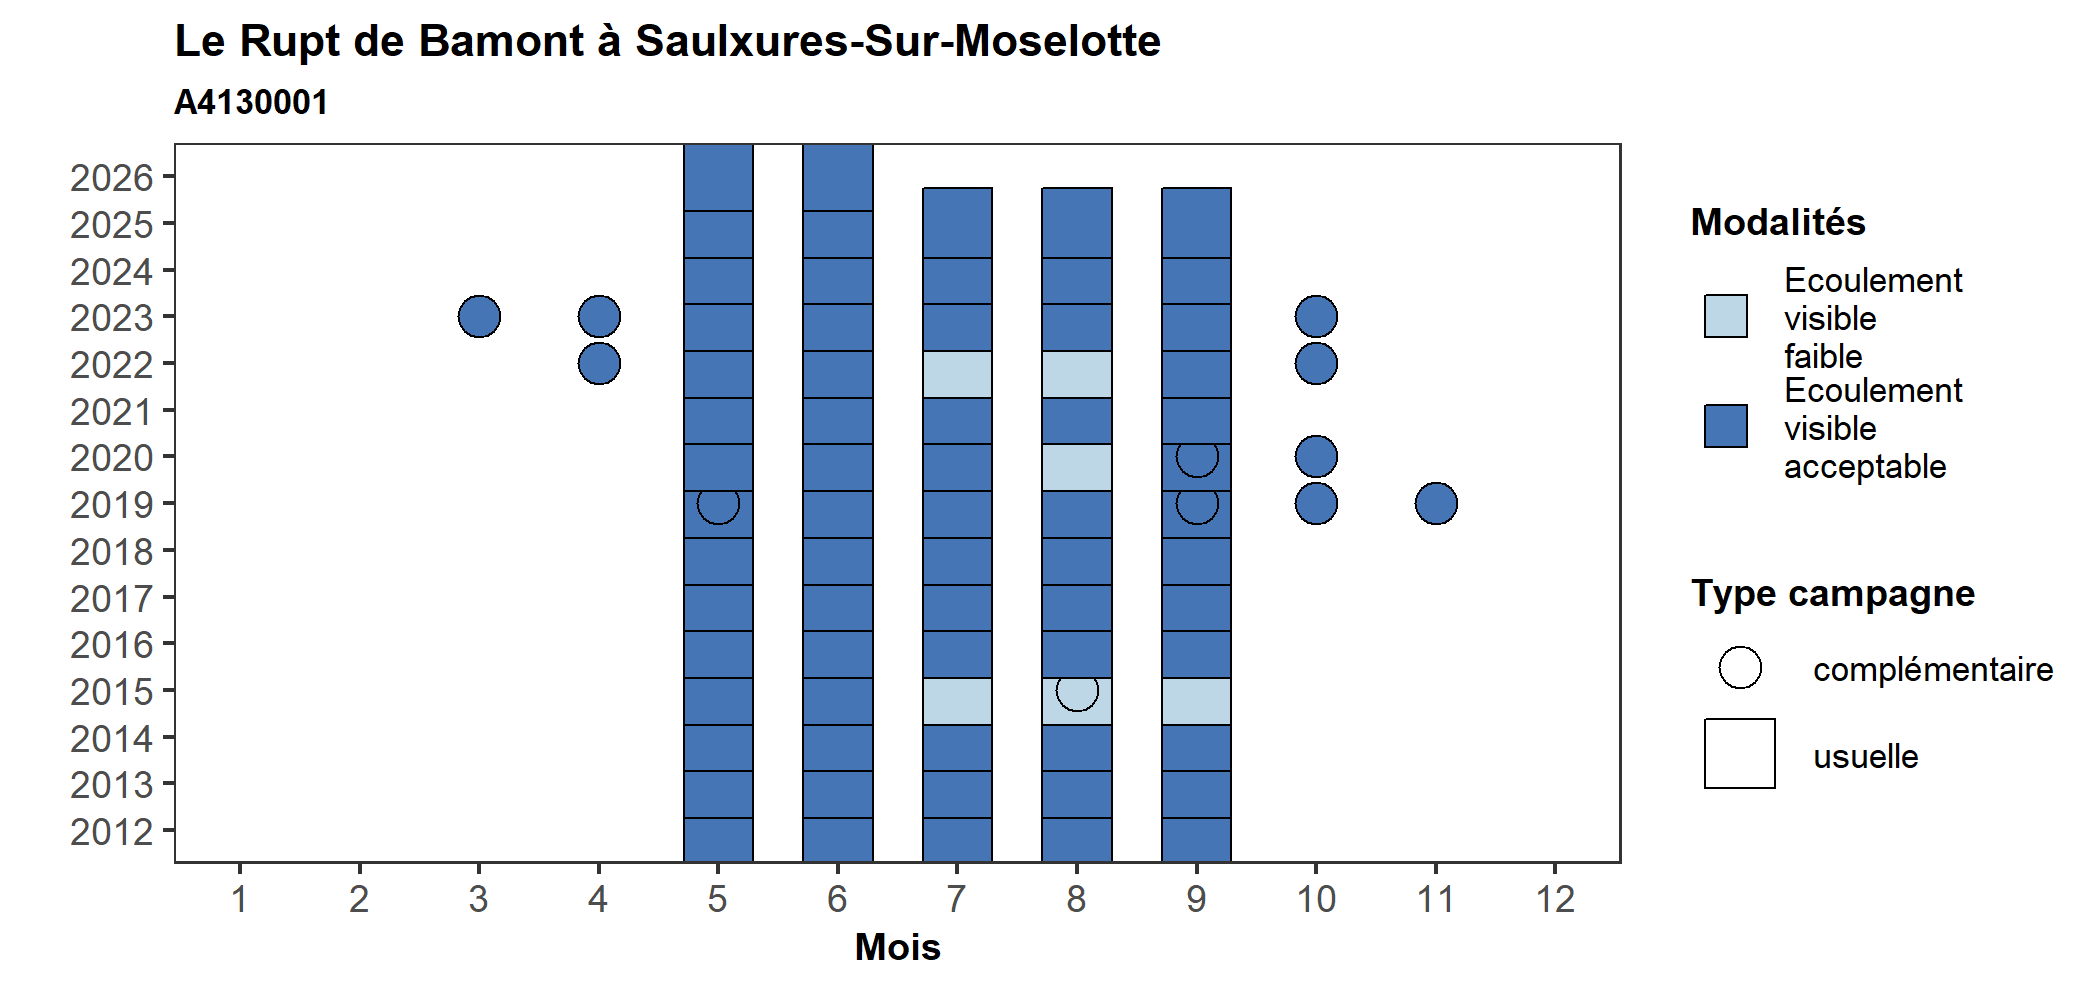 Le Rupt de Bamont à Saulxures-Sur-Moselotte
A4130001
2026
2025
2024
2023
2022
2021
2020
2019
2018
2017
2016
2015
2014
2013
2012
1 2 3 4 5 6 7 8 9 10 11 12
Mois
Modalités
Ecoulement
visible
faible
Ecoulement
visible
acceptable
Type campagne
complémentaire
usuelle